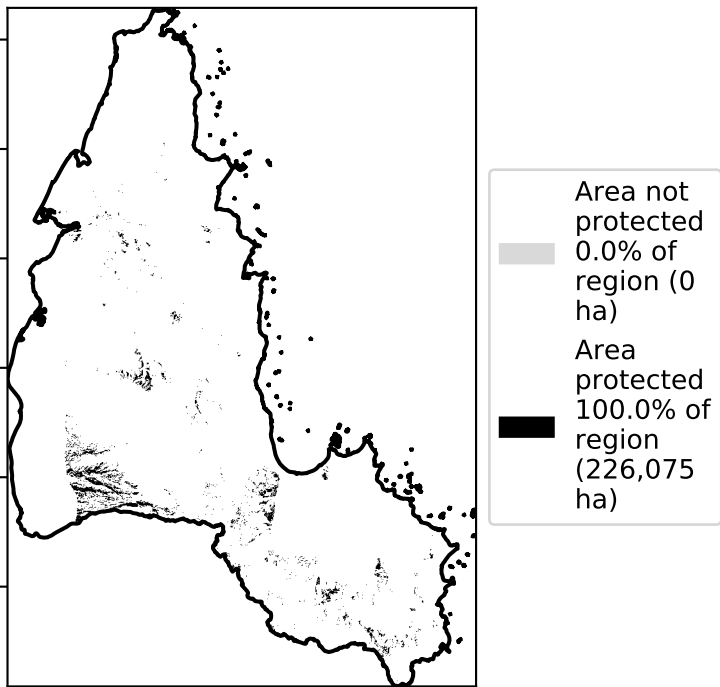 Area not
protected
0.0% of
region (0
ha)
Area
protected
100.0% of
region
(226,075
ha)